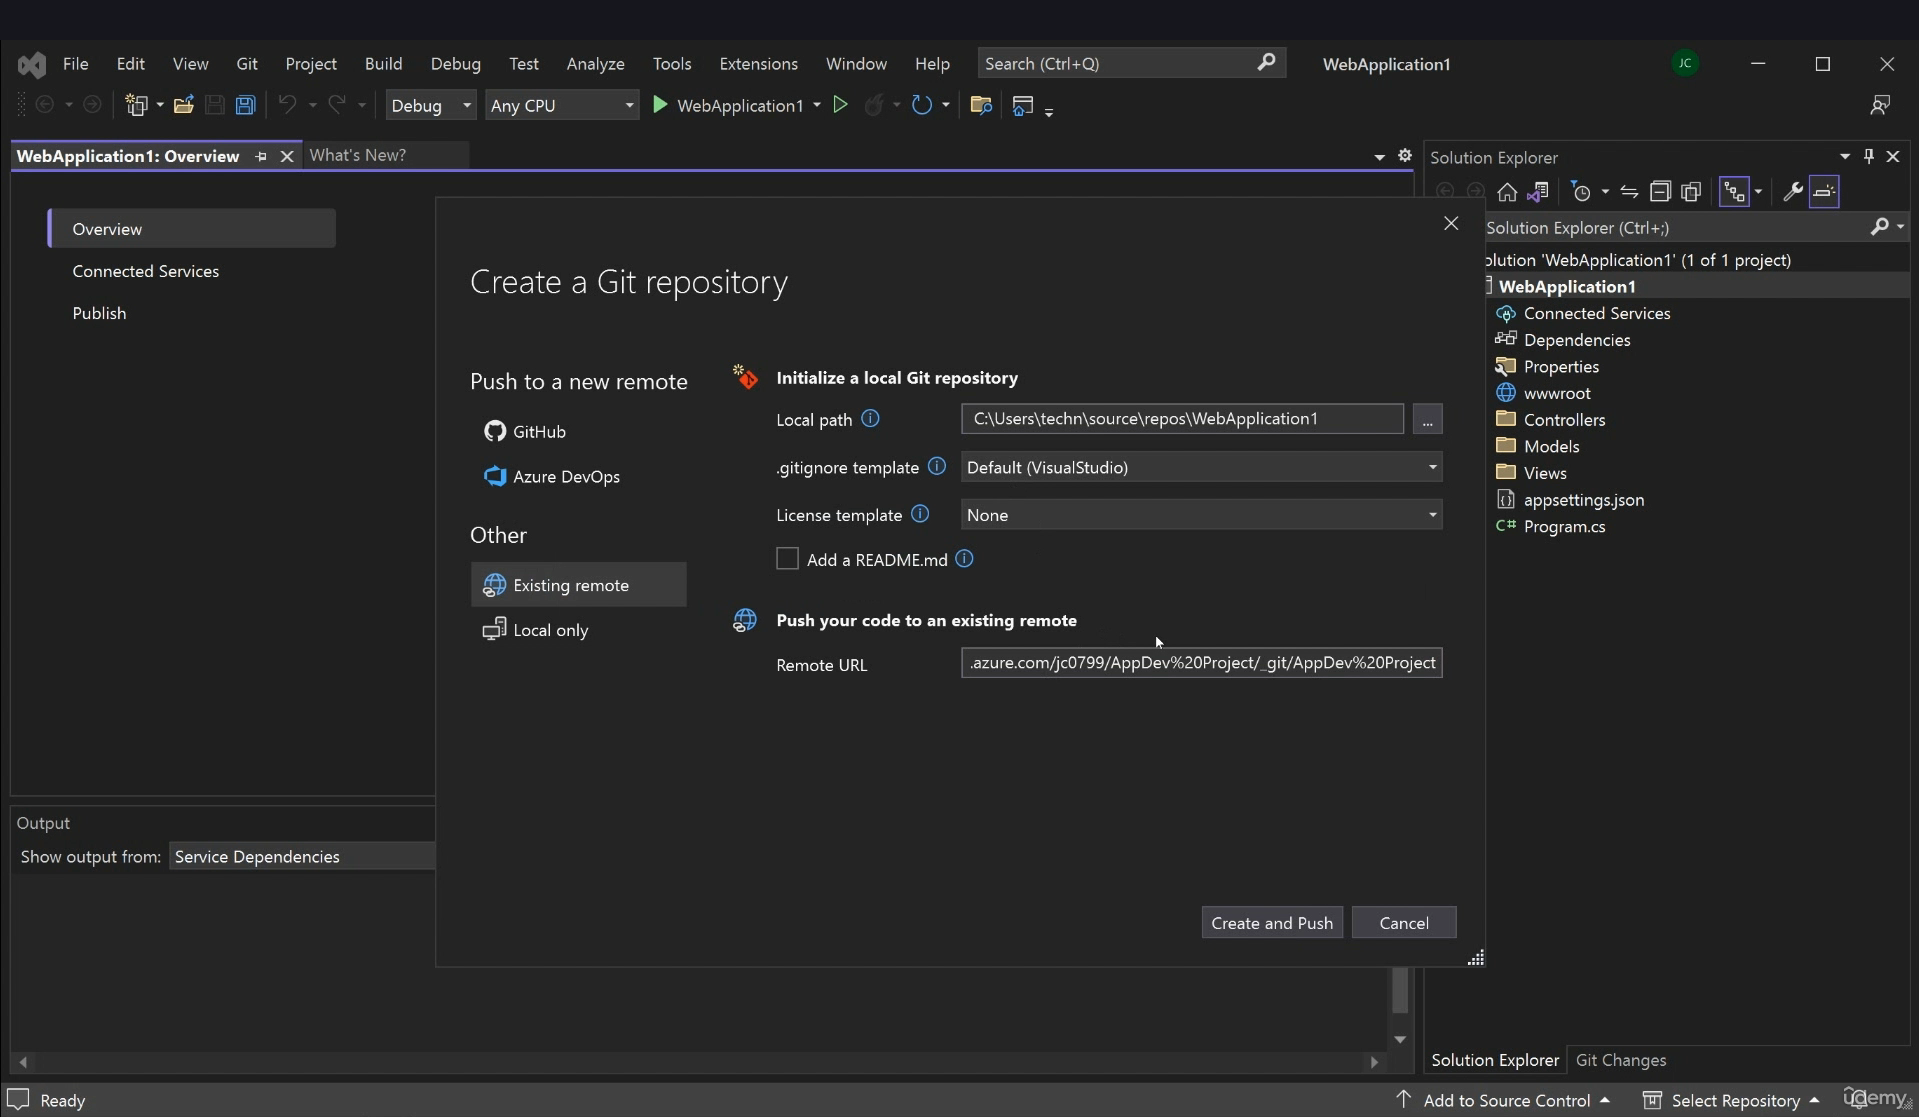 File Edit View Git Project Build Debug Test Analyze Tools Extensions Window Help Search (Ctrl+Q) WebApplication1 JC
Debug Any CPU WebApplication1
WebApplication1: Overview What's New?
Overview
Connected Services
Publish
Create a Git repository
Push to a new remote
GitHub
Azure DevOps
Other
Existing remote
Local only
Initialize a local Git repository
Local path C:\Users\techn\source\repos\WebApplication1 ...
.gitignore template Default (VisualStudio)
License template None
Add a README.md
Push your code to an existing remote
Remote URL .azure.com/jc0799/AppDev%20Project/_git/AppDev%20Project
Create and Push Cancel
Solution Explorer
Solution Explorer (Ctrl+;)
olution 'WebApplication1' (1 of 1 project)
WebApplication1
Connected Services
Dependencies
Properties
wwwroot
Controllers
Models
Views
appsettings.json
C# Program.cs
Output
Show output from: Service Dependencies
Solution Explorer Git Changes
Ready Add to Source Control Select Repository ûdemy